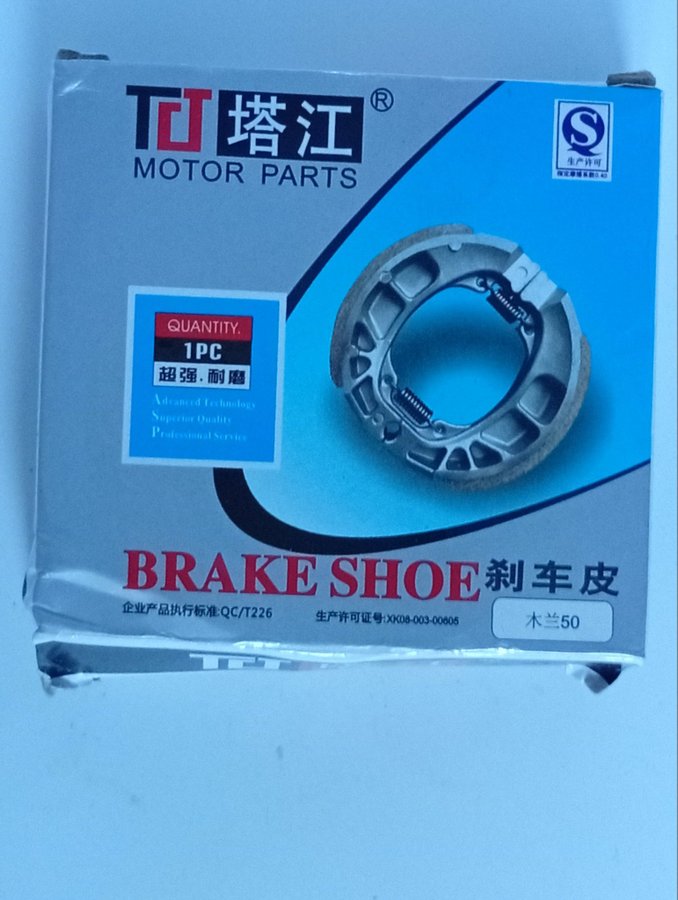 TJ 塔江®
MOTOR PARTS
生产许可
QUANTITY.
1PC
超强.耐磨
Advanced Technology
Superior Quality
Professional Service
BRAKE SHOE 刹车皮
企业产品执行标准:QC/T226
生产许可证号:XK08-003-00605
木兰50